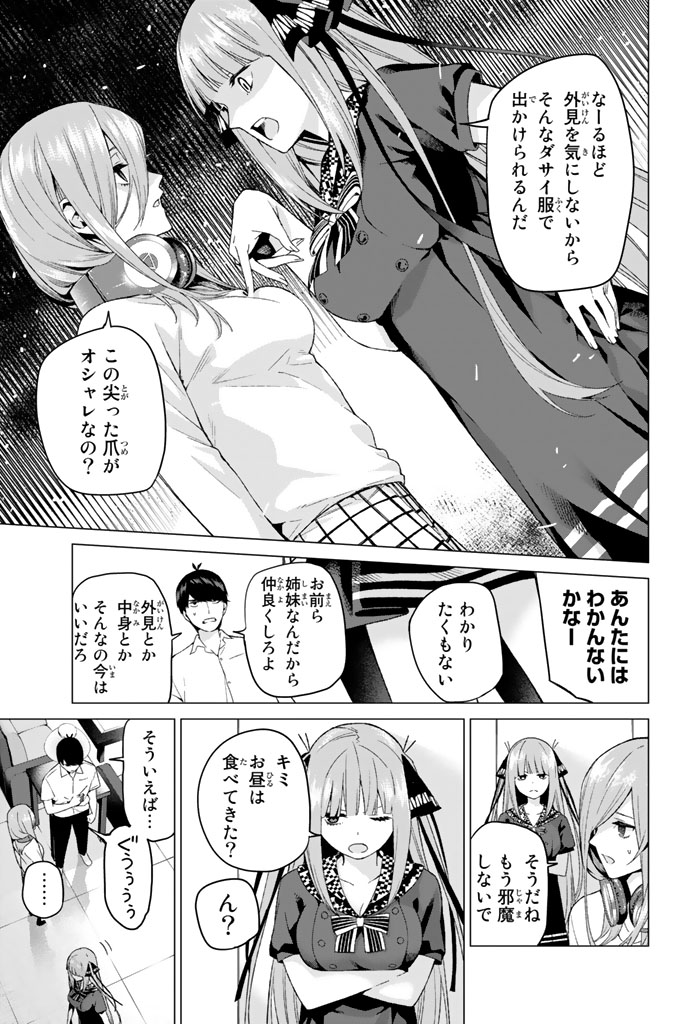 なーるほど
外見を気にしないから
そんなダサイ服で
出かけられるんだ
この尖った爪が
オシャレなの?
あんたには
わかんない
かなー
わかり
たくもない
お前ら
姉妹なんだから
仲良くしろよ
外見とか
中身とか
そんなの今は
いいだろ
そうだね
もう邪魔
しないで
キミ
お昼は
食べてきた?
ん?
そういえば…
ぐぅぅぅぅ
……